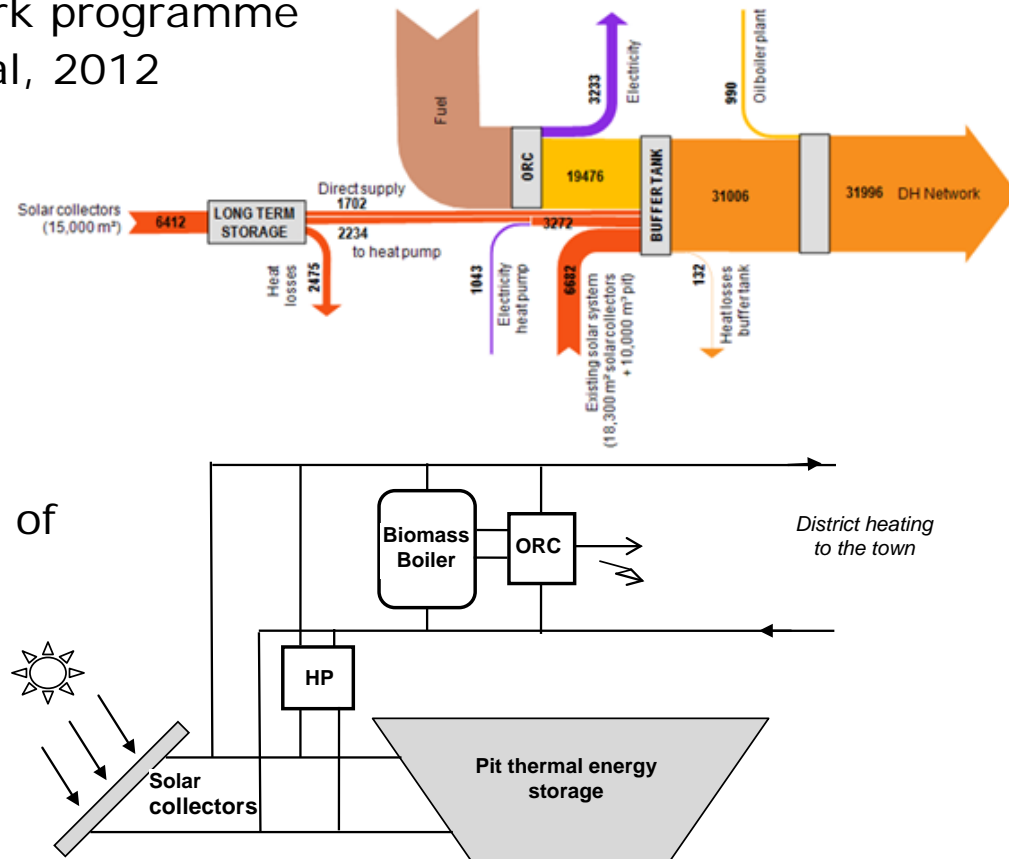 rk programme
al, 2012
Fuel
3233
Electricity
990
Oil boiler plant
ORC
19476
BUFFER TANK
31006
31996 DH Network
Solar collectors
(15,000 m²)
6412
LONG TERM
STORAGE
Direct supply
1702
2234
to heat pump
3272
Heat
losses
2475
1043
Electricity
heat pump
6682
Existing solar system
(18,300 m² solar collectors
+ 10,000 m³ pit)
132
Heat losses
buffer tank
of
Biomass
Boiler
ORC
District heating
to the town
HP
Solar
collectors
Pit thermal energy
storage